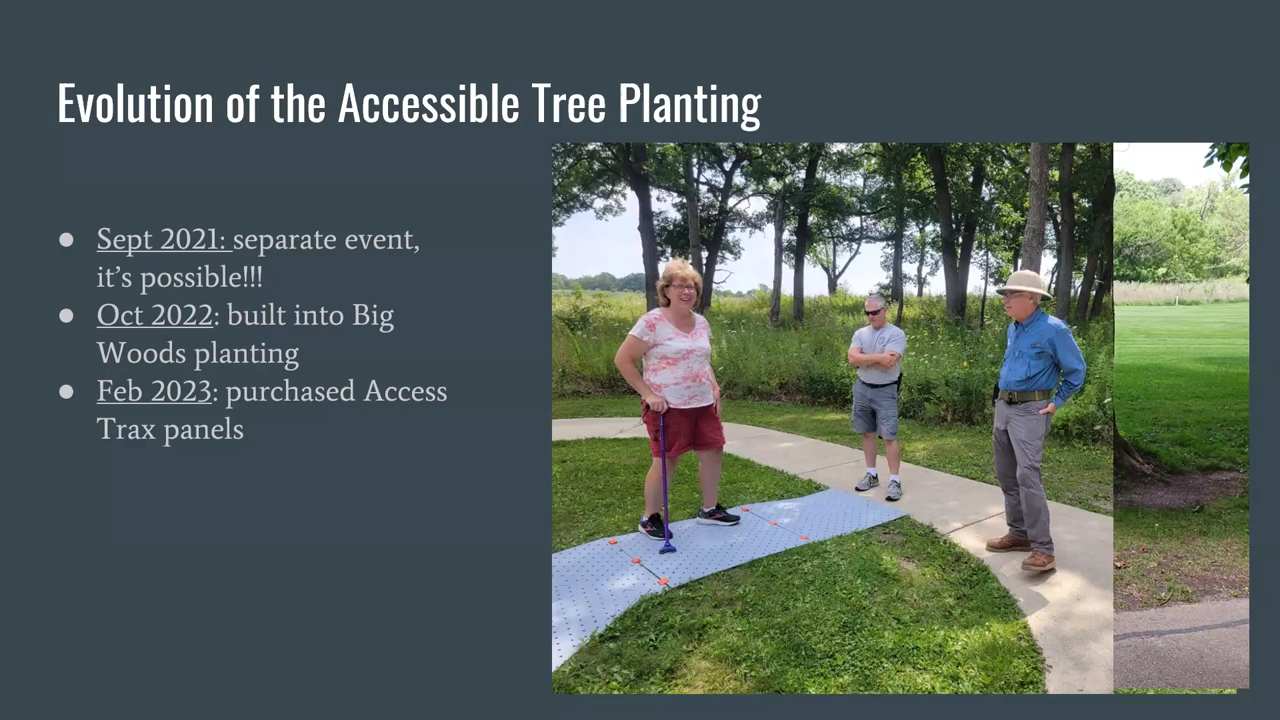 Evolution of the Accessible Tree Planting
● Sept 2021: separate event,
it’s possible!!!
● Oct 2022: built into Big
Woods planting
● Feb 2023: purchased Access
Trax panels